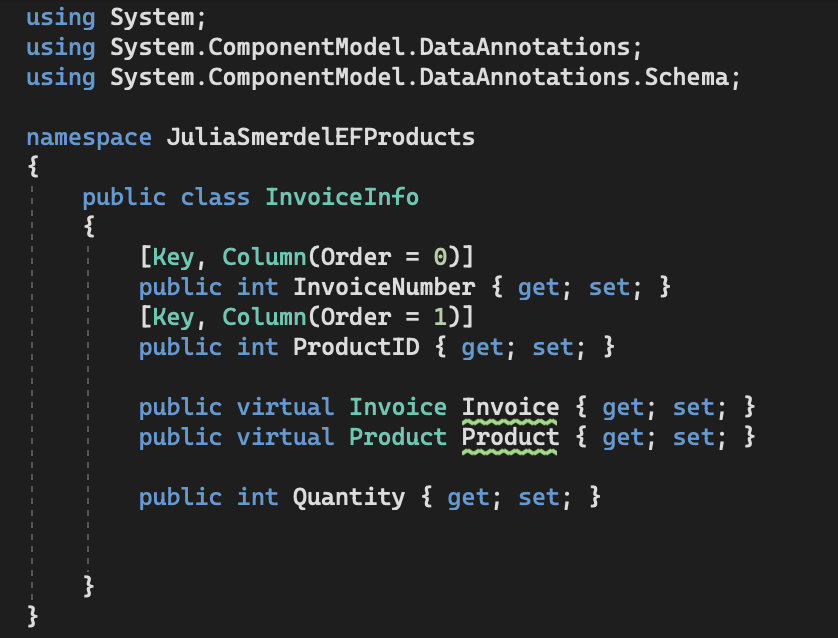 using System;
using System.ComponentModel.DataAnnotations;
using System.ComponentModel.DataAnnotations.Schema;
namespace JuliaSmerdelEFProducts
{
public class InvoiceInfo
{
[Key, Column(Order = 0)]
public int InvoiceNumber { get; set; }
[Key, Column(Order = 1)]
public int ProductID { get; set; }
public virtual Invoice Invoice { get; set; }
public virtual Product Product { get; set; }
public int Quantity { get; set; }
}
}